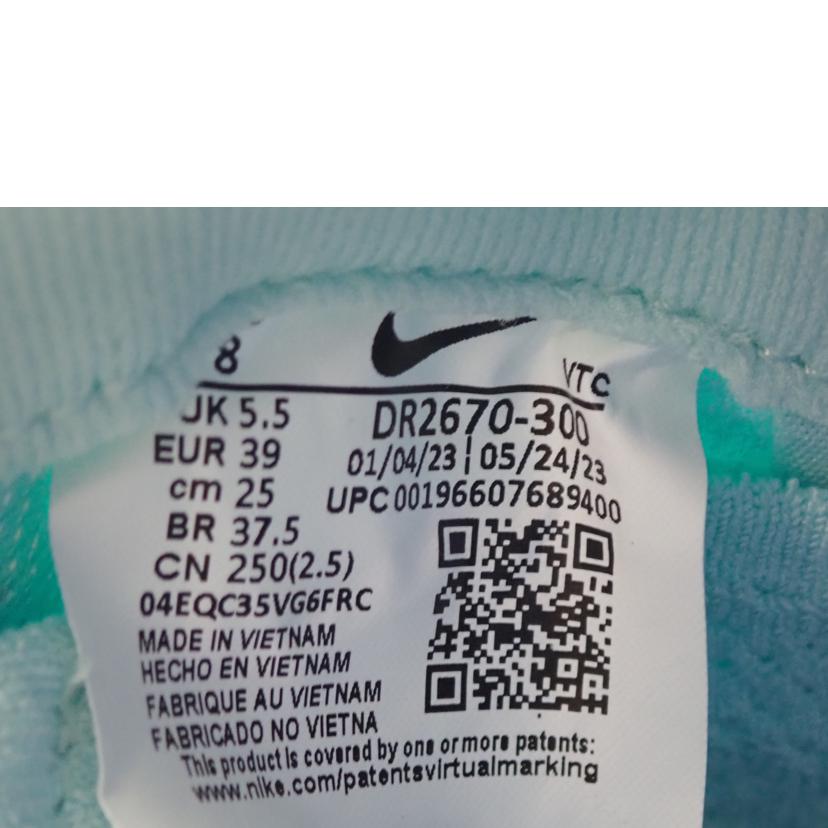 8
VTC
UK 5.5
DR2670-300
EUR 39
01/04/23 | 05/24/23
cm 25
UPC 00196607689400
BR 37.5
CN 250(2.5)
04EQC35VG6FRC
MADE IN VIETNAM
HECHO EN VIETNAM
FABRIQUE AU VIETNAM
FABRICADO NO VIETNA
This product is covered by one or more patents:
www.nike.com/patentsvirtualmarking